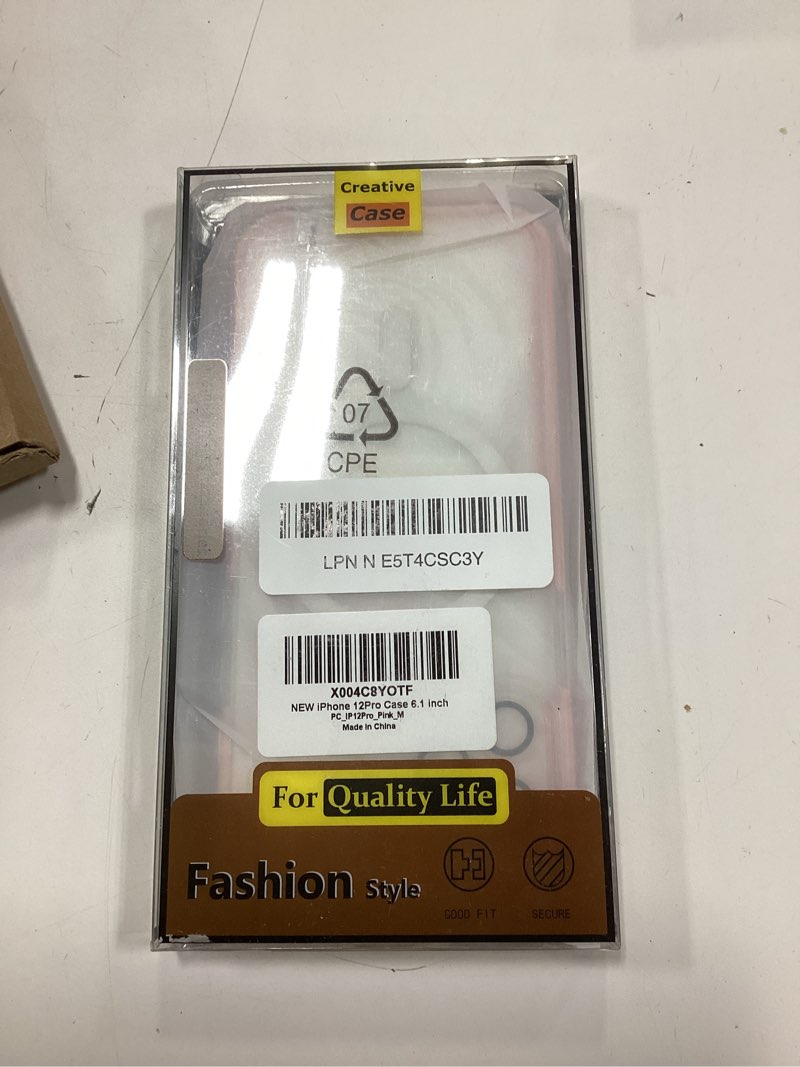 Creative
Case
07
CPE
LPN N E5T4CSC3Y
X004C8YOTF
NEW iPhone 12Pro Case 6.1 inch
PC_IP12Pro_Pink_M
Made in China
For Quality Life
Fashion Style
GOOD FIT
SECURE